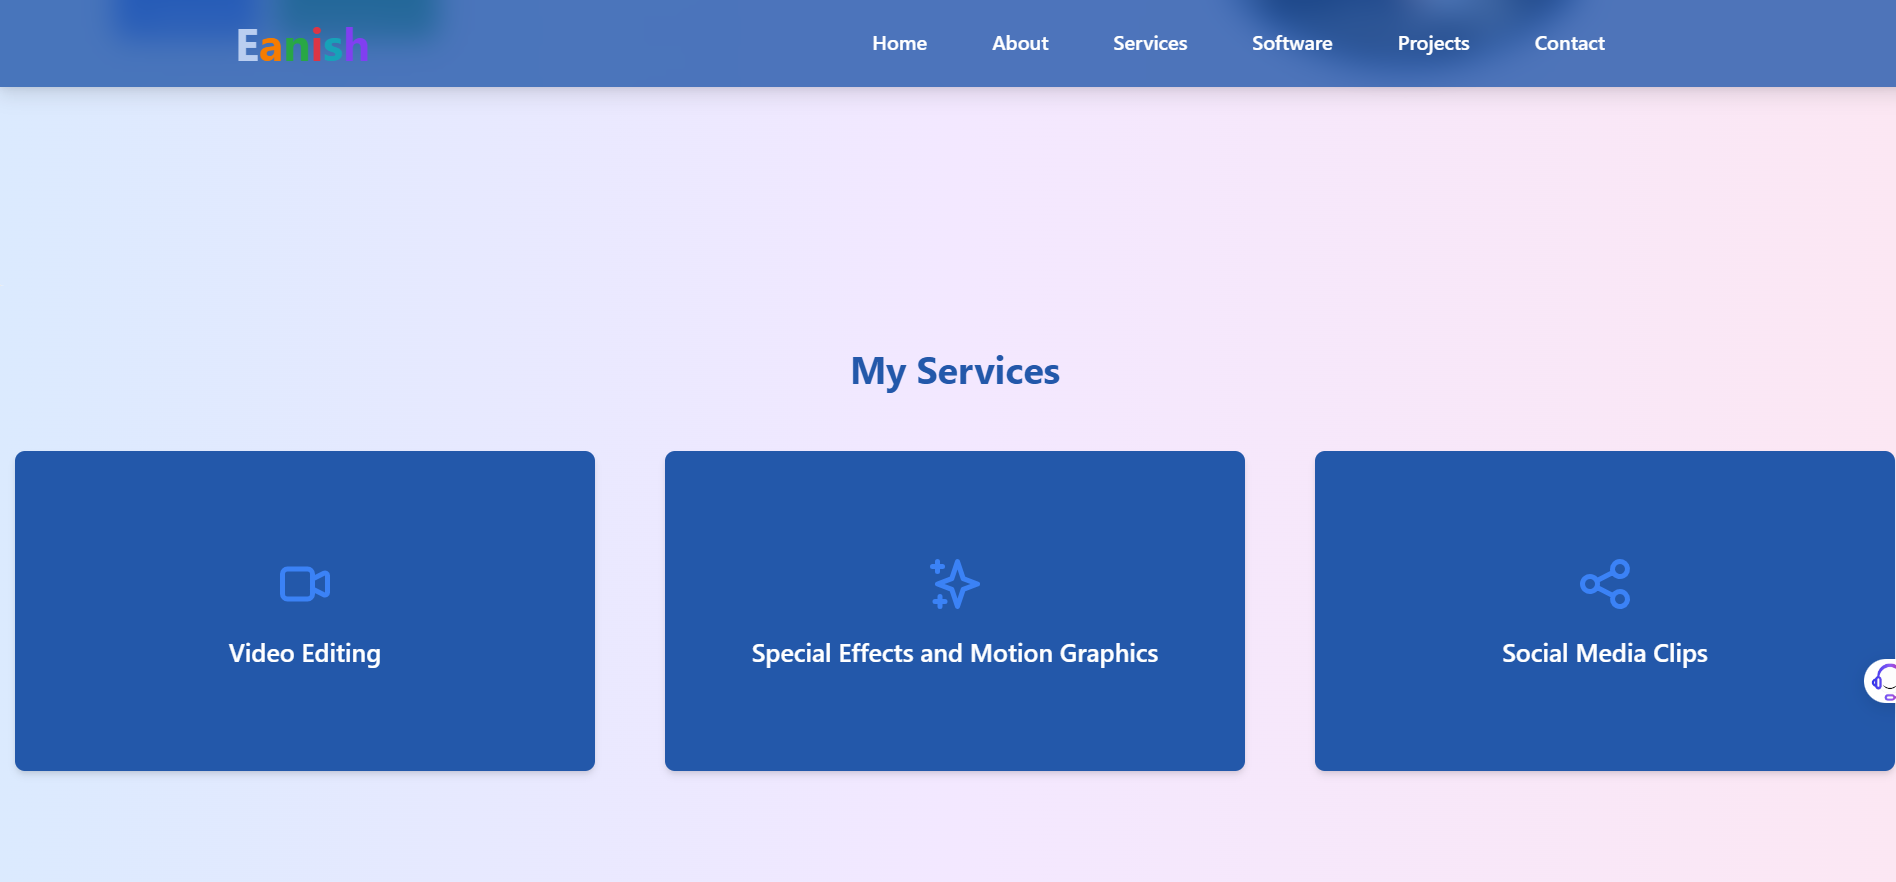 Eanish
Home About Services Software Projects Contact
My Services
Video Editing
Special Effects and Motion Graphics
Social Media Clips